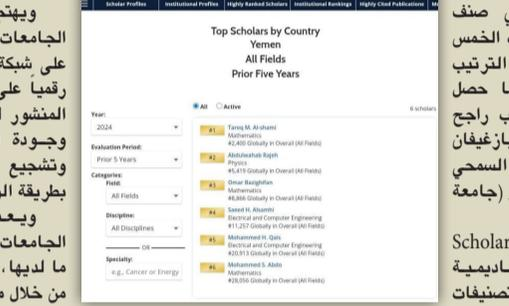 Scholar Profiles Institutional Profiles Highly Ranked Scholars Institutional Rankings Highly Cited Publications
Top Scholars by Country
Yemen
All Fields
Prior Five Years
All Active
6 scholars
Year:
2024
Evaluation Period:
Prior 5 Years
Categories:
Field:
All Fields
Discipline:
All Disciplines
OR
Specialty:
e.g., Cancer or Energy
#1 Tareq M. Al-shami
Mathematics
#2,400 Globally in Overall (All Fields)
#2 Abdulwahab Rajeh
Physics
#5,419 Globally in Overall (All Fields)
#3 Omar Bazighifan
Mathematics
#8,866 Globally in Overall (All Fields)
#4 Saeed H. Alsamhi
Electrical and Computer Engineering
#11,257 Globally in Overall (All Fields)
#5 Mohammed H. Qais
Electrical and Computer Engineering
#20,913 Globally in Overall (All Fields)
#6 Mohammed S. Abdo
Mathematics
#28,056 Globally in Overall (All Fields)
صنف
الخمس
الترتيب
حصل
راجح
بازغيفان
السمحي
(جامعة
Scholar
ويهتم
الجامعات
على شبكة
رقمياً على
المنشور
وجودة
وتشجيع
بطريقة
ويعد
الجامعات
ما لديها،
من خلال